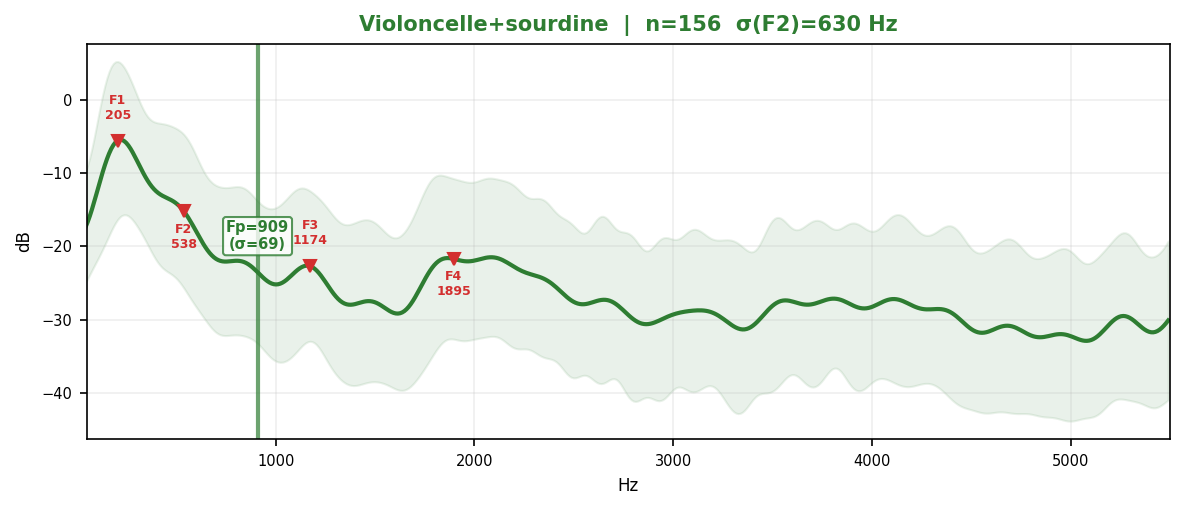 Violoncelle+sourdine | n=156 σ(F2)=630 Hz
dB
0
−10
−20
−30
−40
F1
205
F2
538
Fp=909
(σ=69)
F3
1174
F4
1895
1000
2000
3000
4000
5000
Hz